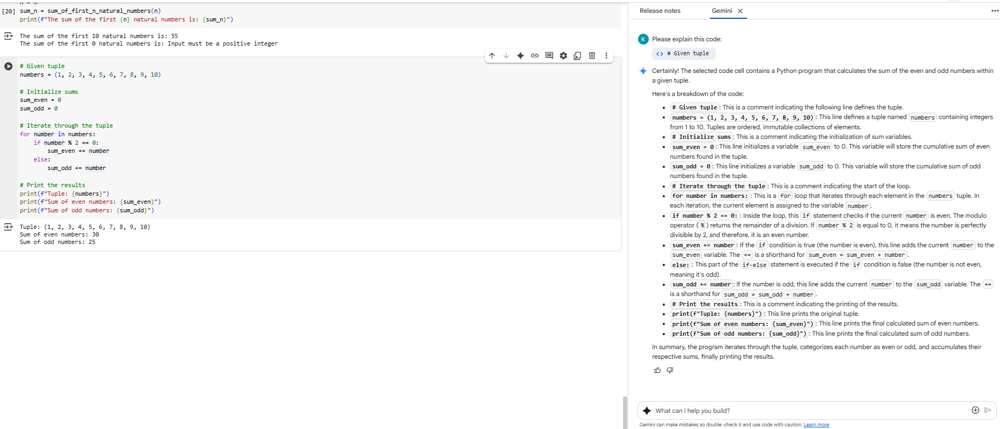 [20] sum_n = sum_of_first_n_natural_numbers(n)
print(f"The sum of the first {n} natural numbers is: {sum_n}")
The sum of the first 10 natural numbers is: 55
The sum of the first 0 natural numbers is: Input must be a positive integer
# Given tuple
numbers = (1, 2, 3, 4, 5, 6, 7, 8, 9, 10)
# Initialize sums
sum_even = 0
sum_odd = 0
# Iterate through the tuple
for number in numbers:
    if number % 2 == 0:
        sum_even += number
    else:
        sum_odd += number
# Print the results
print(f"Tuple: {numbers}")
print(f"Sum of even numbers: {sum_even}")
print(f"Sum of odd numbers: {sum_odd}")
Tuple: (1, 2, 3, 4, 5, 6, 7, 8, 9, 10)
Sum of even numbers: 30
Sum of odd numbers: 25
Release notes
Gemini
K Please explain this code:
<> # Given tuple
Certainly! The selected code cell contains a Python program that calculates the sum of the even and odd numbers within
a given tuple.
Here's a breakdown of the code:
• # Given tuple: This is a comment indicating the following line defines the tuple.
• numbers = (1, 2, 3, 4, 5, 6, 7, 8, 9, 10): This line defines a tuple named numbers containing integers
from 1 to 10. Tuples are ordered, immutable collections of elements.
• # Initialize sums: This is a comment indicating the initialization of sum variables.
• sum_even = 0: This line initializes a variable sum_even to 0. This variable will store the cumulative sum of even
numbers found in the tuple.
• sum_odd = 0: This line initializes a variable sum_odd to 0. This variable will store the cumulative sum of odd
numbers found in the tuple.
• # Iterate through the tuple: This is a comment indicating the start of the loop.
• for number in numbers:: This is a for loop that iterates through each element in the numbers tuple. In
each iteration, the current element is assigned to the variable number.
• if number % 2 == 0:: Inside the loop, this if statement checks if the current number is even. The modulo
operator (%) returns the remainder of a division. If number % 2 is equal to 0, it means the number is perfectly
divisible by 2, and therefore, it is an even number.
• sum_even += number: If the if condition is true (the number is even), this line adds the current number to the
sum_even variable. The += is a shorthand for sum_even = sum_even + number.
• else:: This part of the if-else statement is executed if the if condition is false (the number is not even,
meaning it's odd).
• sum_odd += number: If the number is odd, this line adds the current number to the sum_odd variable. The +=
is a shorthand for sum_odd = sum_odd + number.
• # Print the results: This is a comment indicating the printing of the results.
• print(f"Tuple: {numbers}"): This line prints the original tuple.
• print(f"Sum of even numbers: {sum_even}"): This line prints the final calculated sum of even numbers.
• print(f"Sum of odd numbers: {sum_odd}"): This line prints the final calculated sum of odd numbers.
In summary, the program iterates through the tuple, categorizes each number as even or odd, and accumulates their
respective sums, finally printing the results.
What can I help you build?
Gemini can make mistakes so double-check it and use code with caution. Learn more